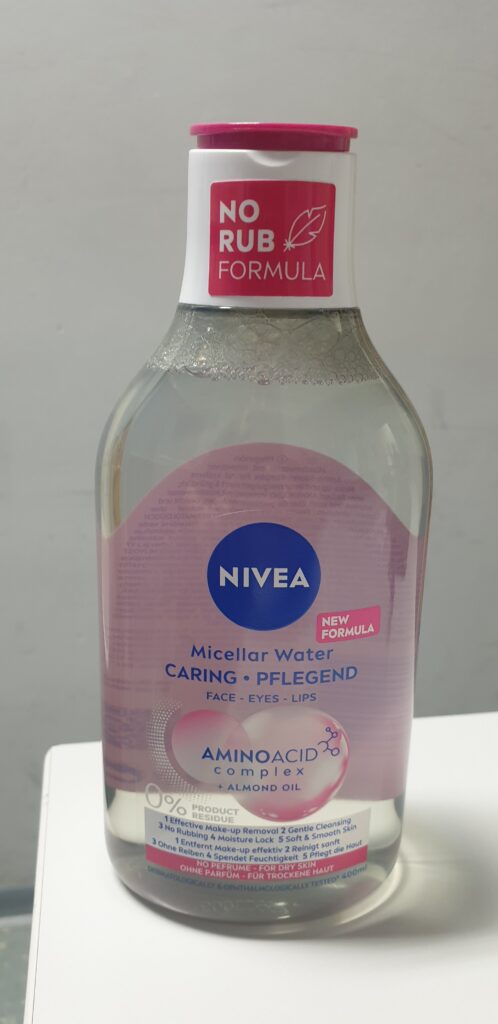 NO
RUB
FORMULA
NIVEA
NEW
FORMULA
Micellar Water
CARING • PFLEGEND
FACE - EYES - LIPS
AMINOACID
complex
+ ALMOND OIL
0% PRODUCT
RESIDUE
1 Effective Make-up Removal 2 Gentle Cleansing
3 No Rubbing 4 Moisture Lock 5 Soft & Smooth Skin
1 Entfernt Make-up effektiv 2 Reinigt sanft
3 Ohne Reiben 4 Spendet Feuchtigkeit 5 Pflegt die Haut
NO PERFUME - FOR DRY SKIN
OHNE PARFÜM - FÜR TROCKENE HAUT
DERMATOLOGICALLY & OPHTHALMOLOGICALLY TESTED* 400ml